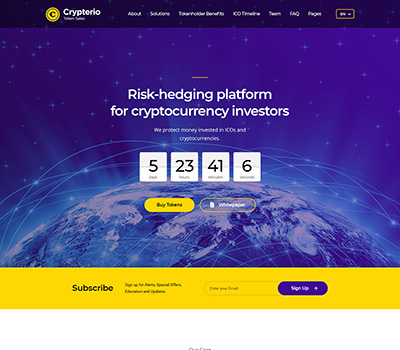 Crypterio
Token Sales
About Solutions Tokenholder Benefits ICO Timeline Team FAQ Pages EN
Risk-hedging platform
for cryptocurrency investors
We protect money invested in ICOs and
cryptocurrencies.
5 23 41 6
days hours minutes seconds
Buy Tokens Whitepaper
Subscribe
Sign up for Alerts, Special Offers,
Education and Updates
Enter your Email
Sign Up